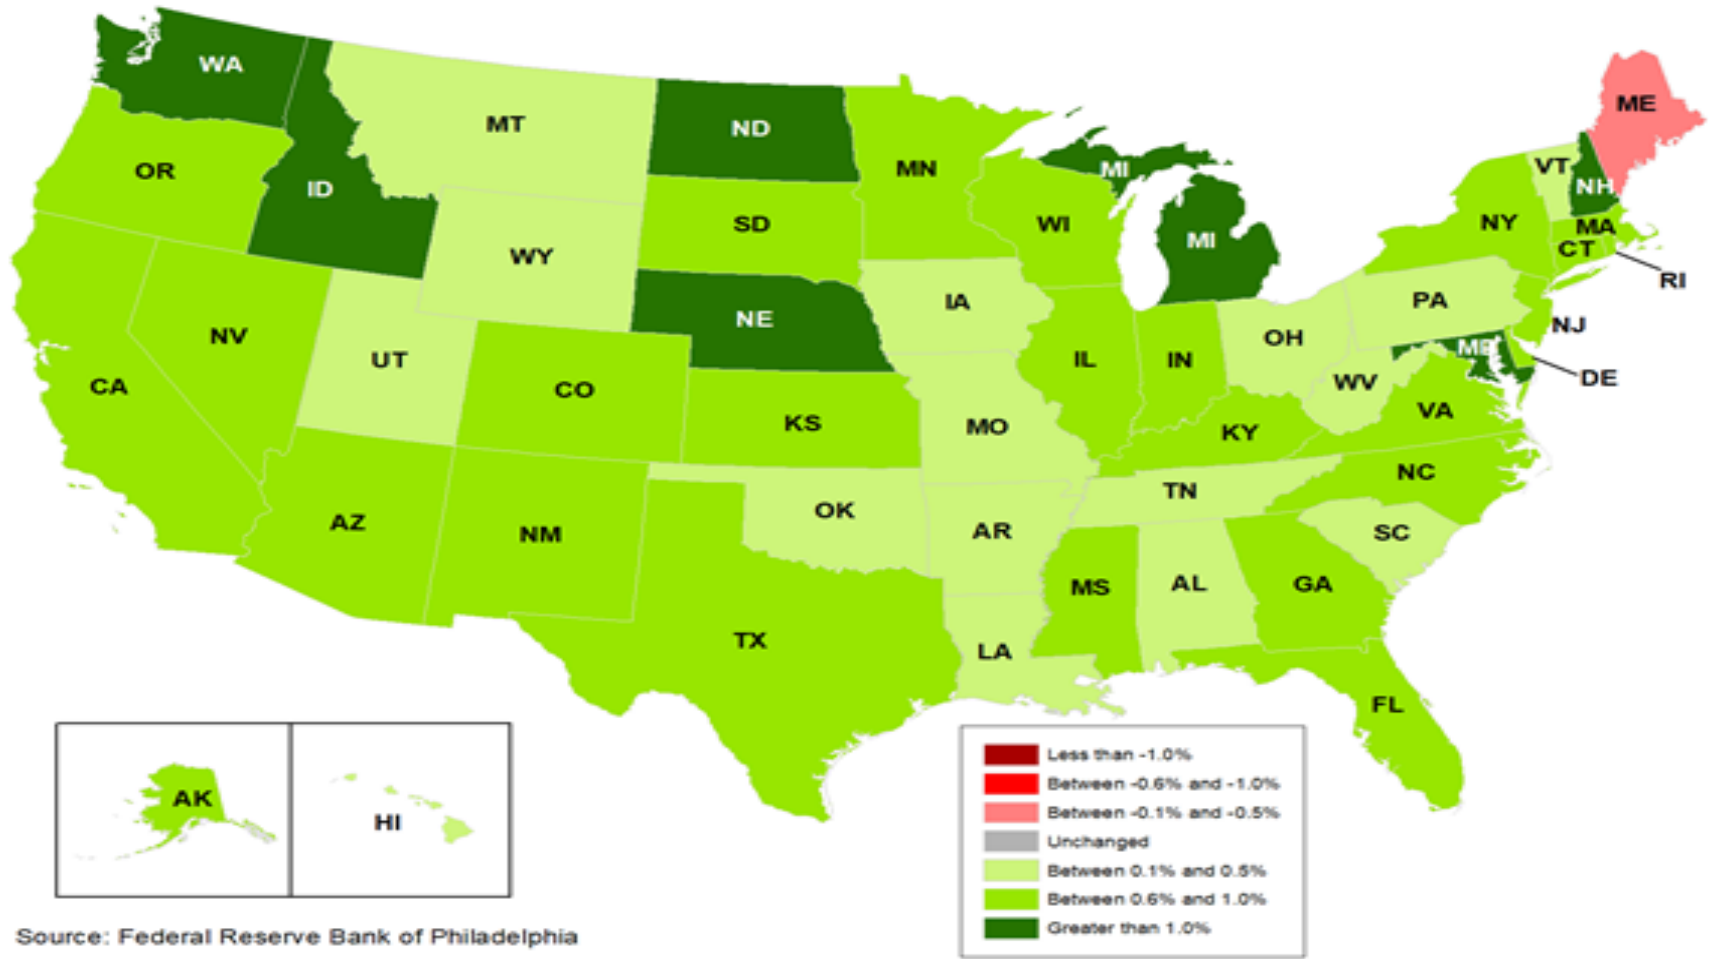 WA
MT
ND
ME
OR
ID
MN
MI
VT
NH
SD
WI
NY
MA
WY
MI
CT
RI
NE
IA
PA
NV
UT
IL
IN
OH
NJ
MD
CA
CO
WV
DE
KS
MO
KY
VA
AZ
NM
OK
TN
NC
AR
SC
MS
AL
GA
TX
LA
FL
AK
HI
Less than -1.0%
Between -0.6% and -1.0%
Between -0.1% and -0.5%
Unchanged
Between 0.1% and 0.5%
Between 0.6% and 1.0%
Greater than 1.0%
Source: Federal Reserve Bank of Philadelphia